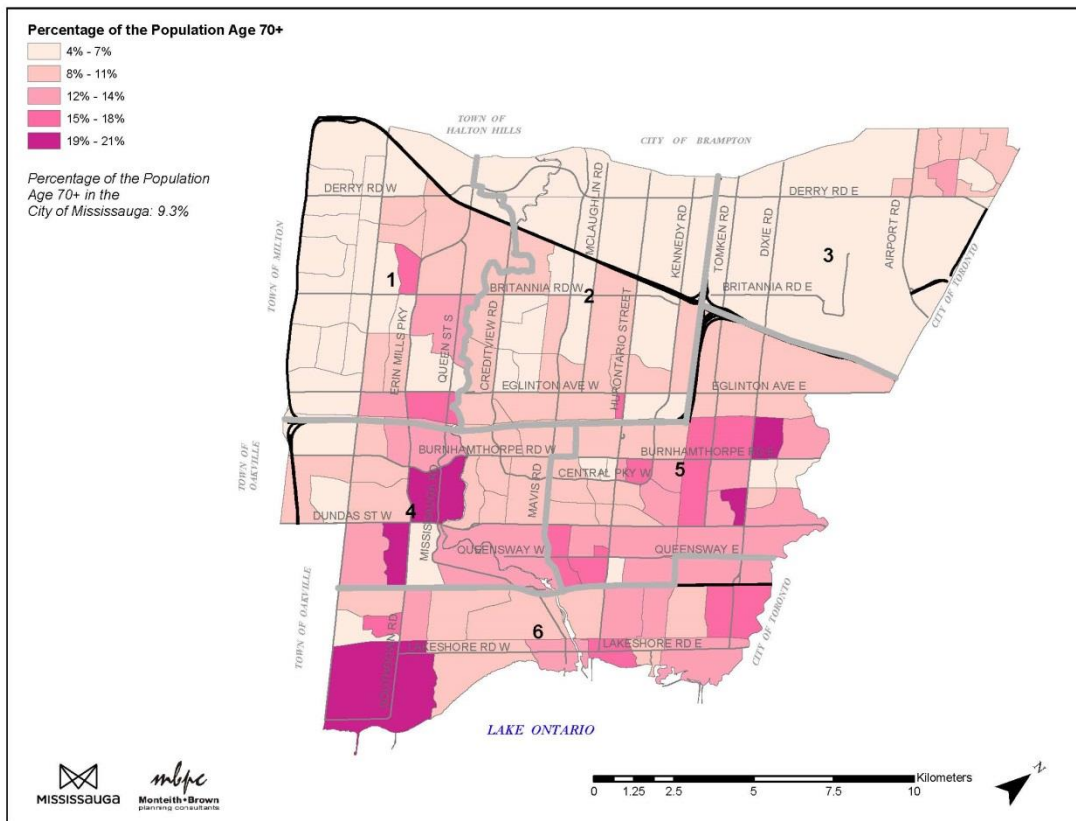 Percentage of the Population Age 70+
4% - 7%
8% - 11%
12% - 14%
15% - 18%
19% - 21%
Percentage of the Population
Age 70+ in the
City of Mississauga: 9.3%
TOWN OF
HALTON HILLS
CITY OF BRAMPTON
DERRY RD W
DERRY RD E
MCLAUGHLIN RD
KENNEDY RD
TOMKEN RD
DIXIE RD
AIRPORT RD
3
TOWN OF MILTON
1
2
BRITANNIA RD W
BRITANNIA RD E
CITY OF TORONTO
ERIN MILLS PKY
QUEEN ST S
CREDITVIEW RD
HURONTARIO STREET
EGLINTON AVE W
EGLINTON AVE E
TOWN OF
OAKVILLE
BURNHAMTHORPE RD W
BURNHAMTHORPE RD E
CENTRAL PKY W
5
MAVIS RD
4
DUNDAS ST W
QUEENSWAY W
QUEENSWAY E
TOWN OF OAKVILLE
CITY OF TORONTO
6
LAKESHORE RD W
LAKESHORE RD E
LAKE ONTARIO
MISSISSAUGA
mbpc
Monteith•Brown
planning consultants
Kilometers
0 1.25 2.5 5 7.5 10
N